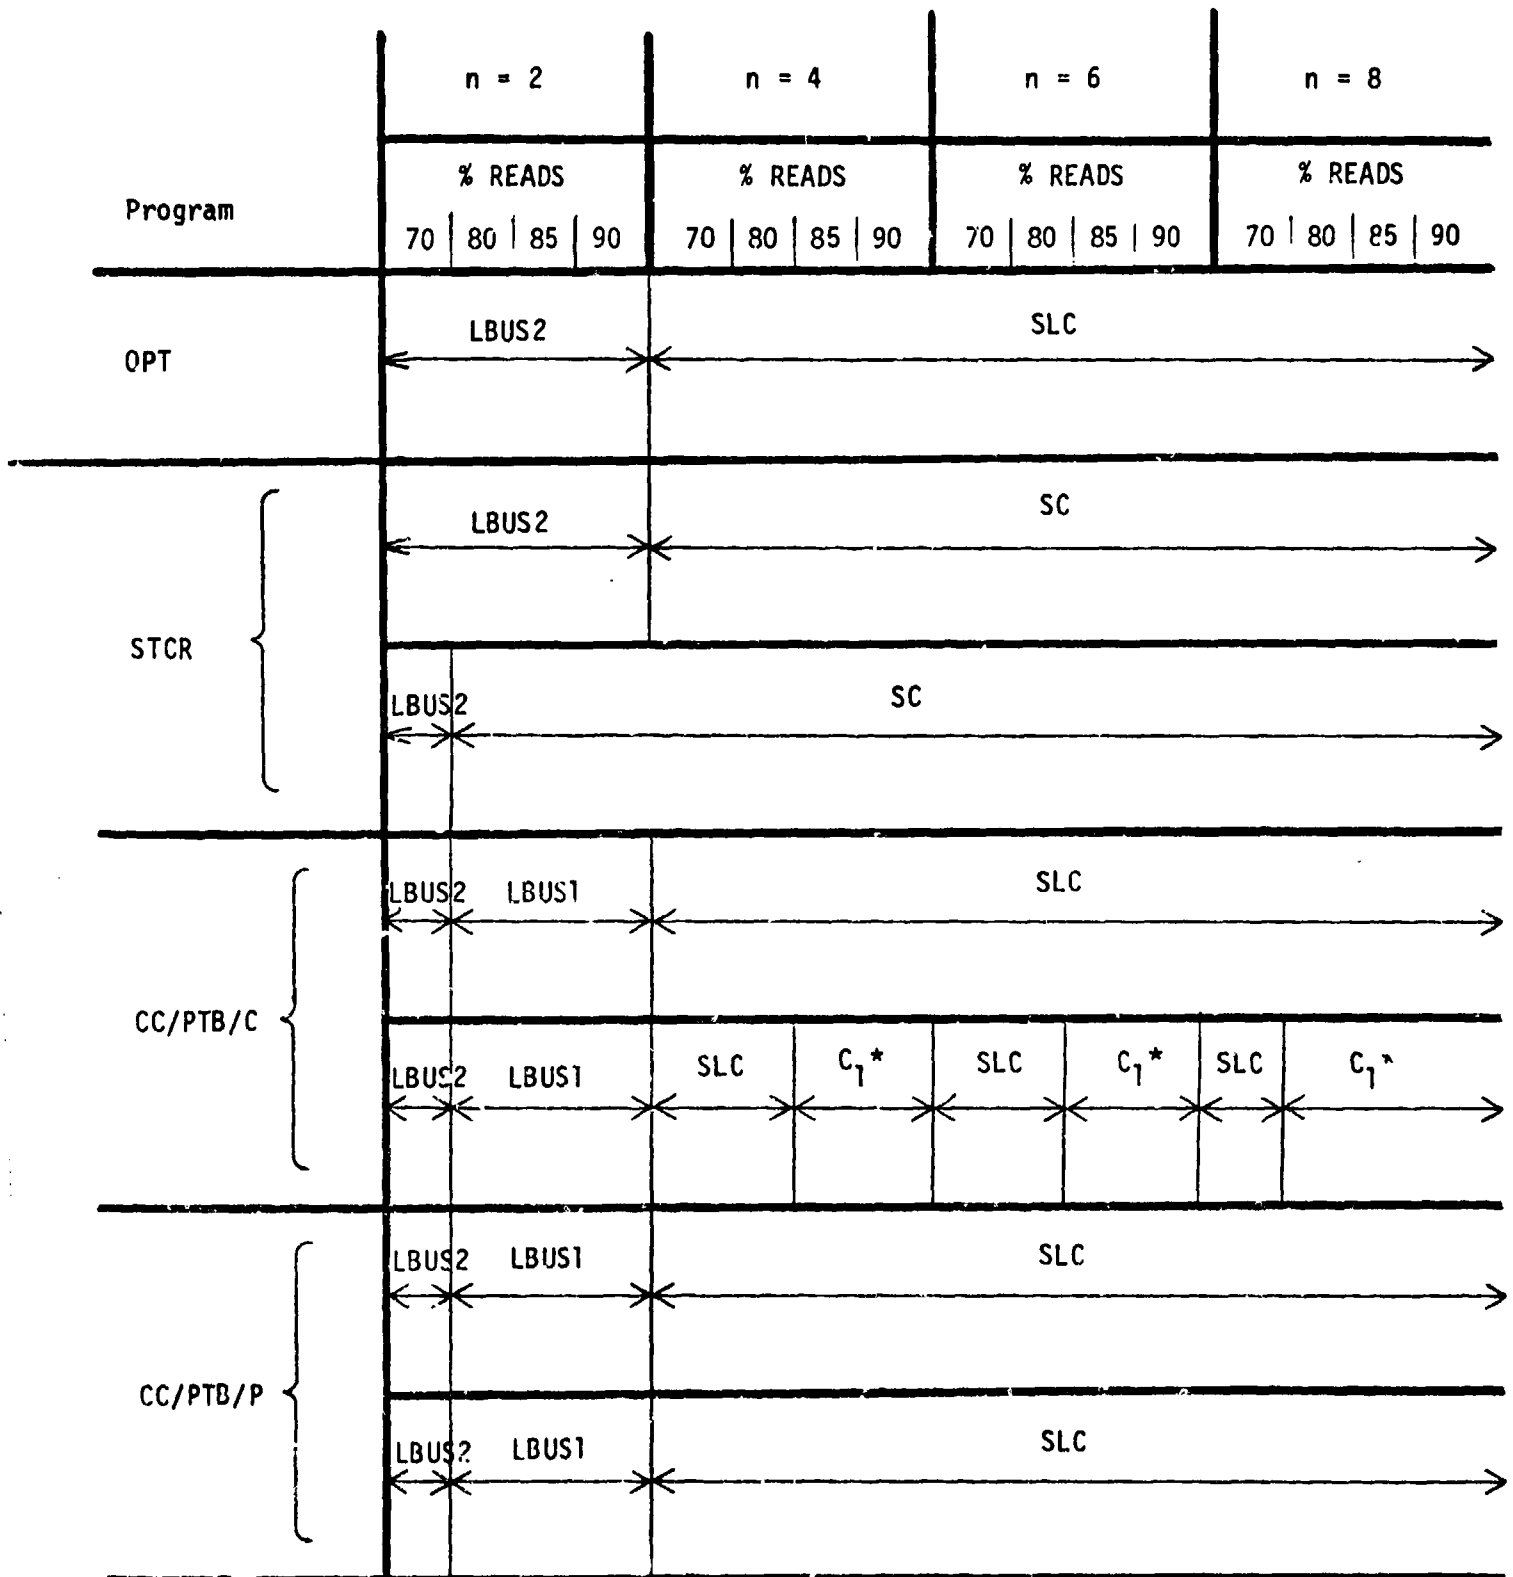 n = 2 n = 4 n = 6 n = 8
% READS % READS % READS % READS
Program
70 80 85 90 70 80 85 90 70 80 85 90 70 80 85 90
LBUS2 SLC
OPT
LBUS2 SC
STCR
LBUS2 SC
LBUS2 LBUS1 SLC
CC/PTB/C
LBUS2 LBUS1 SLC C1* SLC C1* SLC C1*
LBUS2 LBUS1 SLC
CC/PTB/P
LBUS2 LBUS1 SLC